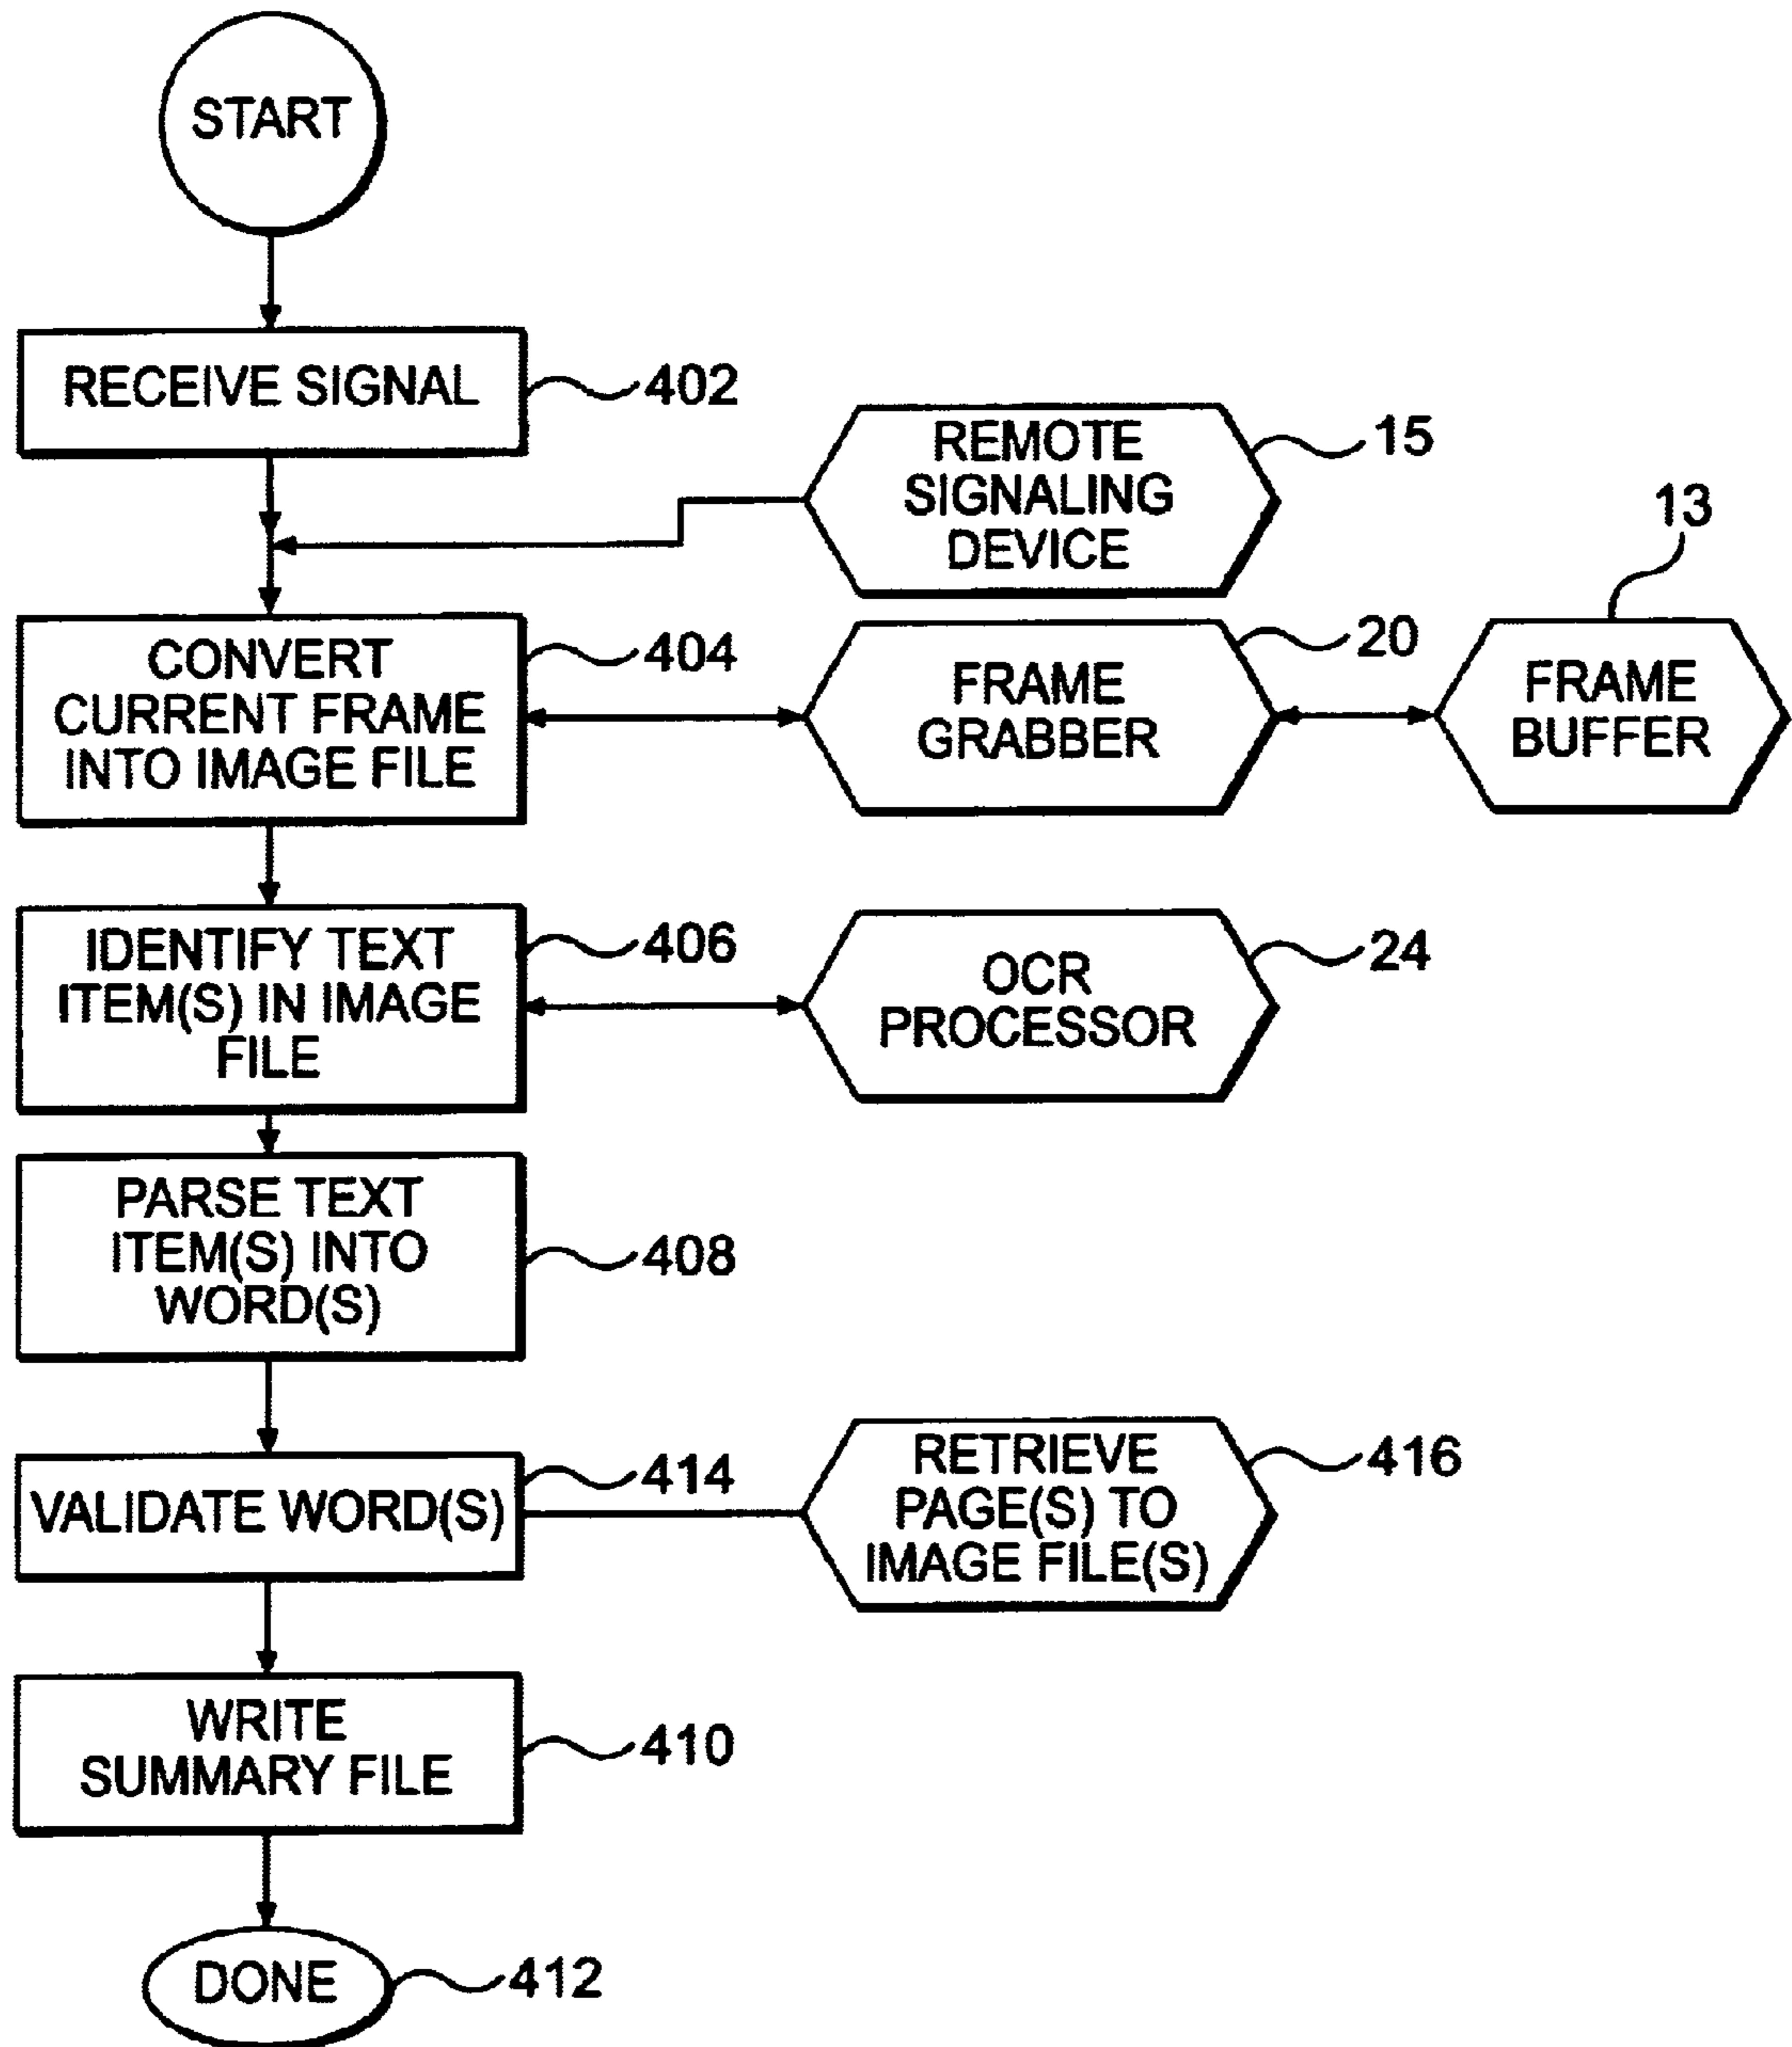 START
RECEIVE SIGNAL
402
REMOTE
SIGNALING
DEVICE
15
13
CONVERT
CURRENT FRAME
INTO IMAGE FILE
404
FRAME
GRABBER
20
FRAME
BUFFER
IDENTIFY TEXT
ITEM(S) IN IMAGE
FILE
406
OCR
PROCESSOR
24
PARSE TEXT
ITEM(S) INTO
WORD(S)
408
VALIDATE WORD(S)
414
RETRIEVE
PAGE(S) TO
IMAGE FILE(S)
416
WRITE
SUMMARY FILE
410
DONE
412